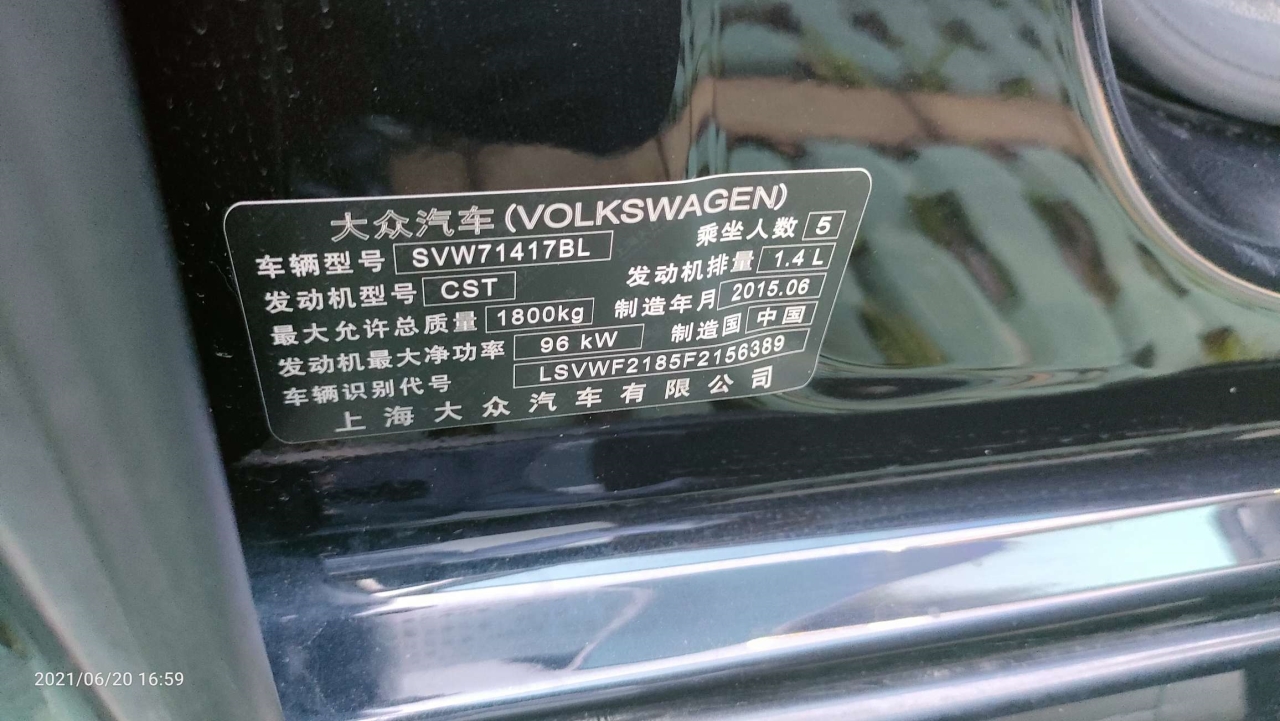 大众汽车(VOLKSWAGEN)
车辆型号 SVW71417BL 乘坐人数 5
发动机型号 CST 发动机排量 1.4 L
最大允许总质量 1800kg 制造年月 2015.06
发动机最大净功率 96 kW 制造国 中国
车辆识别代号 LSVWF2185F2156389
上海大众汽车有限公司
2021/06/20 16:59